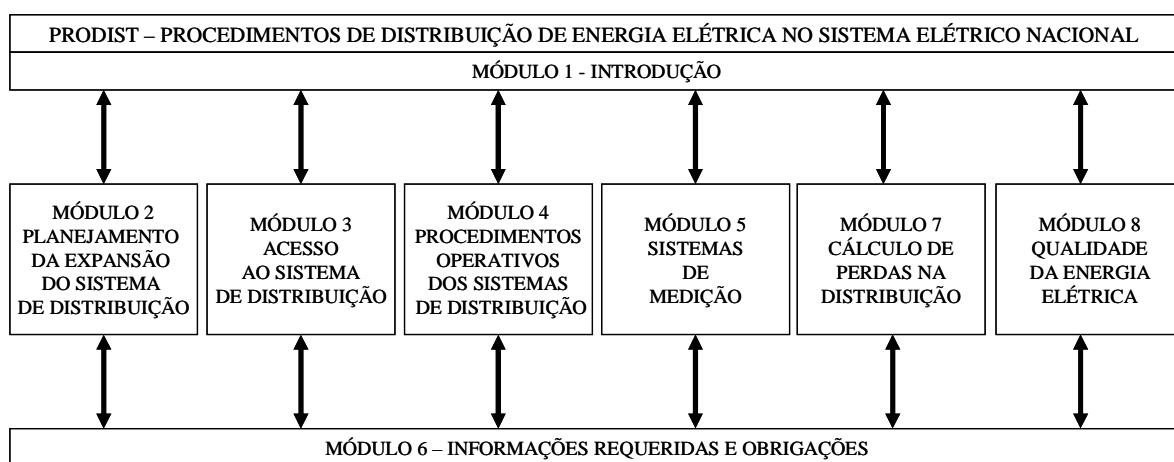 PRODIST – PROCEDIMENTOS DE DISTRIBUIÇÃO DE ENERGIA ELÉTRICA NO SISTEMA ELÉTRICO NACIONAL
MÓDULO 1 - INTRODUÇÃO
MÓDULO 2
PLANEJAMENTO
DA EXPANSÃO
DO SISTEMA
DE DISTRIBUIÇÃO
MÓDULO 3
ACESSO
AO SISTEMA
DE DISTRIBUIÇÃO
MÓDULO 4
PROCEDIMENTOS
OPERATIVOS
DOS SISTEMAS
DE DISTRIBUIÇÃO
MÓDULO 5
SISTEMAS
DE
MEDIÇÃO
MÓDULO 7
CÁLCULO DE
PERDAS NA
DISTRIBUIÇÃO
MÓDULO 8
QUALIDADE
DA ENERGIA
ELÉTRICA
MÓDULO 6 – INFORMAÇÕES REQUERIDAS E OBRIGAÇÕES